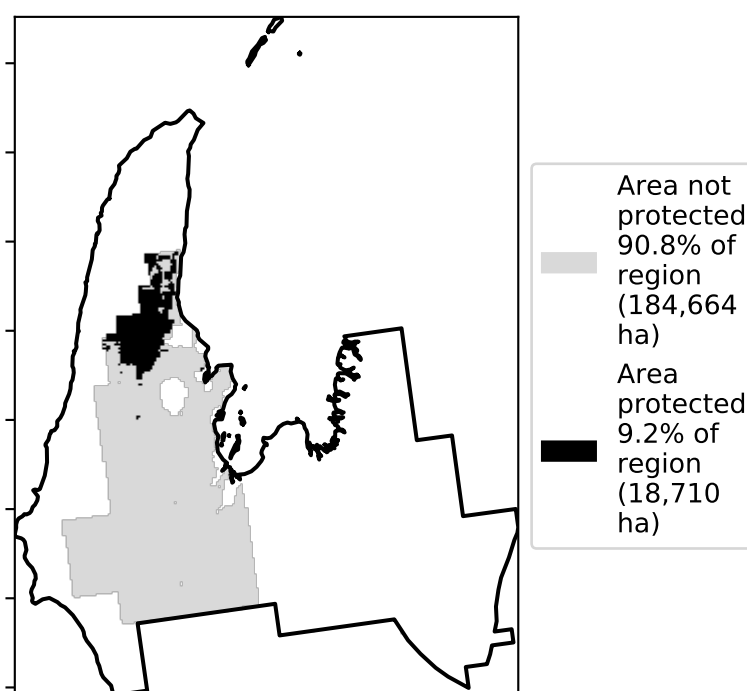 Area not
protected
90.8% of
region
(184,664
ha)
Area
protected
9.2% of
region
(18,710
ha)